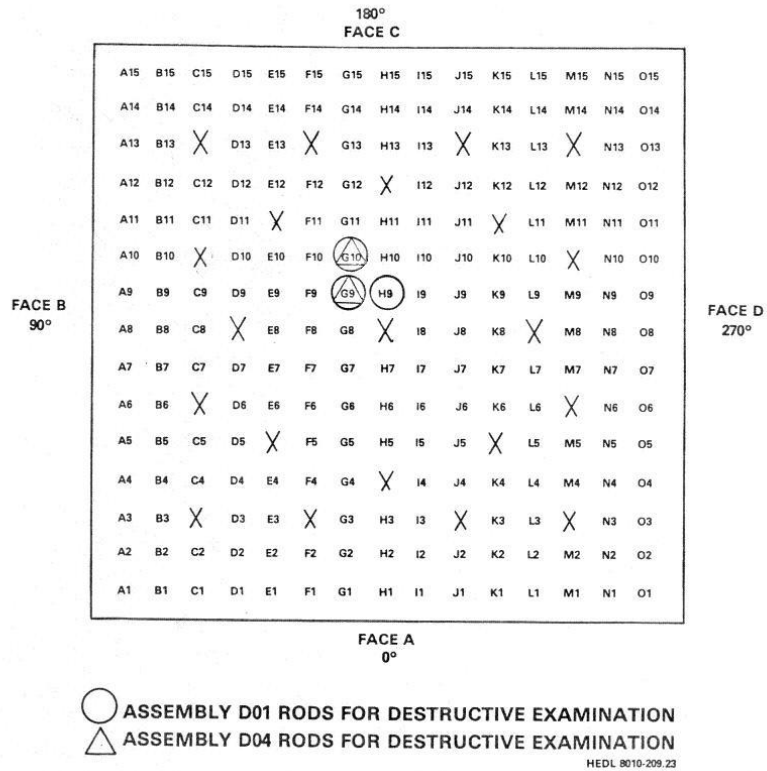 180°
FACE C
A15 B15 C15 D15 E15 F15 G15 H15 I15 J15 K15 L15 M15 N15 O15
A14 B14 C14 D14 E14 F14 G14 H14 I14 J14 K14 L14 M14 N14 O14
A13 B13 X D13 E13 X G13 H13 I13 X K13 L13 X N13 O13
A12 B12 C12 D12 E12 F12 G12 X I12 J12 K12 L12 M12 N12 O12
A11 B11 C11 D11 X F11 G11 H11 I11 J11 X L11 M11 N11 O11
A10 B10 X D10 E10 F10 G10 H10 I10 J10 K10 L10 X N10 O10
A9 B9 C9 D9 E9 F9 G9 H9 I9 J9 K9 L9 M9 N9 O9
FACE B
90°
FACE D
270°
A8 B8 C8 X E8 F8 G8 X I8 J8 K8 X M8 N8 O8
A7 B7 C7 D7 E7 F7 G7 H7 I7 J7 K7 L7 M7 N7 O7
A6 B6 X D6 E6 F6 G6 H6 I6 J6 K6 L6 X N6 O6
A5 B5 C5 D5 X F5 G5 H5 I5 J5 X L5 M5 N5 O5
A4 B4 C4 D4 E4 F4 G4 X I4 J4 K4 L4 M4 N4 O4
A3 B3 X D3 E3 X G3 H3 I3 X K3 L3 X N3 O3
A2 B2 C2 D2 E2 F2 G2 H2 I2 J2 K2 L2 M2 N2 O2
A1 B1 C1 D1 E1 F1 G1 H1 I1 J1 K1 L1 M1 N1 O1
FACE A
0°
ASSEMBLY D01 RODS FOR DESTRUCTIVE EXAMINATION
ASSEMBLY D04 RODS FOR DESTRUCTIVE EXAMINATION
HEDL 8010-209.23